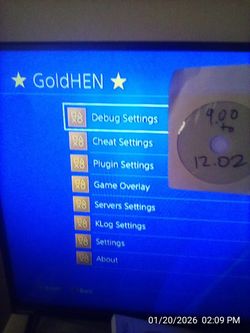 ★ GoldHEN ★
Debug Settings
Cheat Settings
Plugin Settings
Game Overlay
Servers Settings
KLog Settings
Settings
About
9.00
to
12.02
01/20/2026 02:09 PM